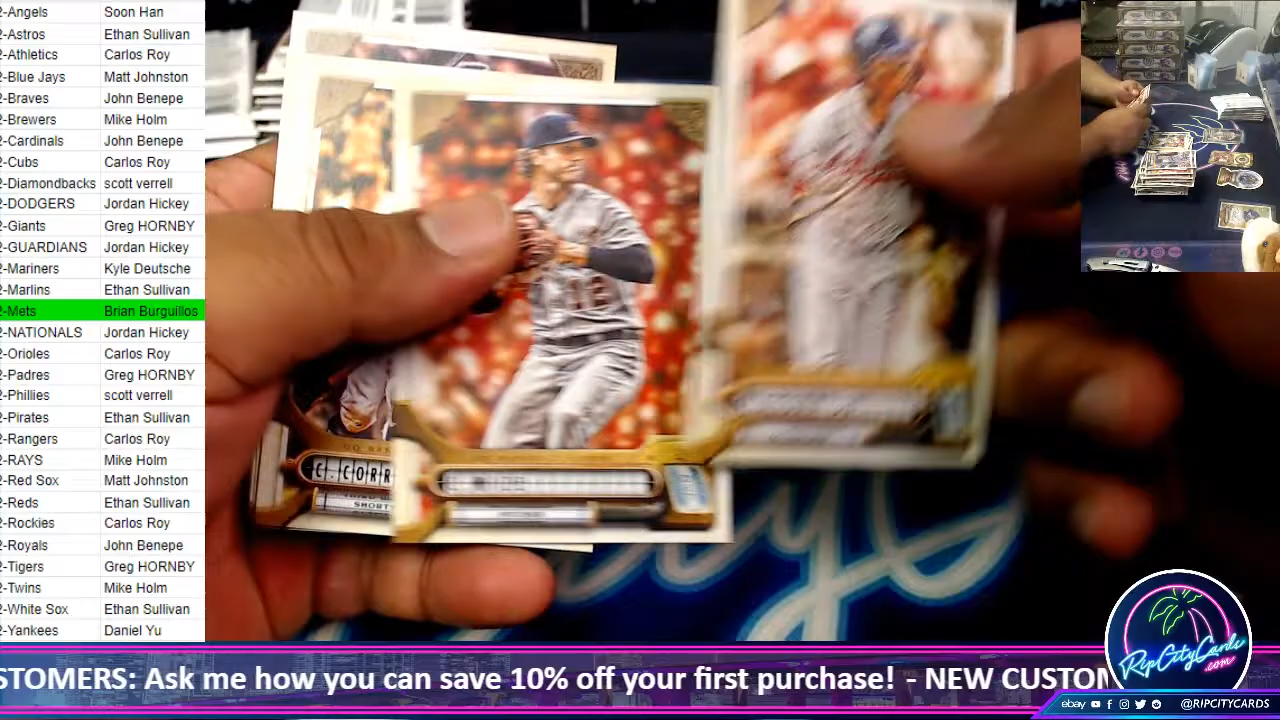 2-Angels Soon Han
2-Astros Ethan Sullivan
2-Athletics Carlos Roy
2-Blue Jays Matt Johnston
2-Braves John Benepe
2-Brewers Mike Holm
2-Cardinals John Benepe
2-Cubs Carlos Roy
2-Diamondbacks scott verrell
2-DODGERS Jordan Hickey
2-Giants Greg HORNBY
2-GUARDIANS Jordan Hickey
2-Mariners Kyle Deutsche
2-Marlins Ethan Sullivan
2-Mets Brian Burguillos
2-NATIONALS Jordan Hickey
2-Orioles Carlos Roy
2-Padres Greg HORNBY
2-Phillies scott verrell
2-Pirates Ethan Sullivan
2-Rangers Carlos Roy
2-RAYS Mike Holm
2-Red Sox Matt Johnston
2-Reds Ethan Sullivan
2-Rockies Carlos Roy
2-Royals John Benepe
2-Tigers Greg HORNBY
2-Twins Mike Holm
2-White Sox Ethan Sullivan
2-Yankees Daniel Yu
C. CORR
SHORT
STOMERS: Ask me how you can save 10% off your first purchase! - NEW CUSTOM
RipCityCards
.com
ebay @RIPCITYCARDS